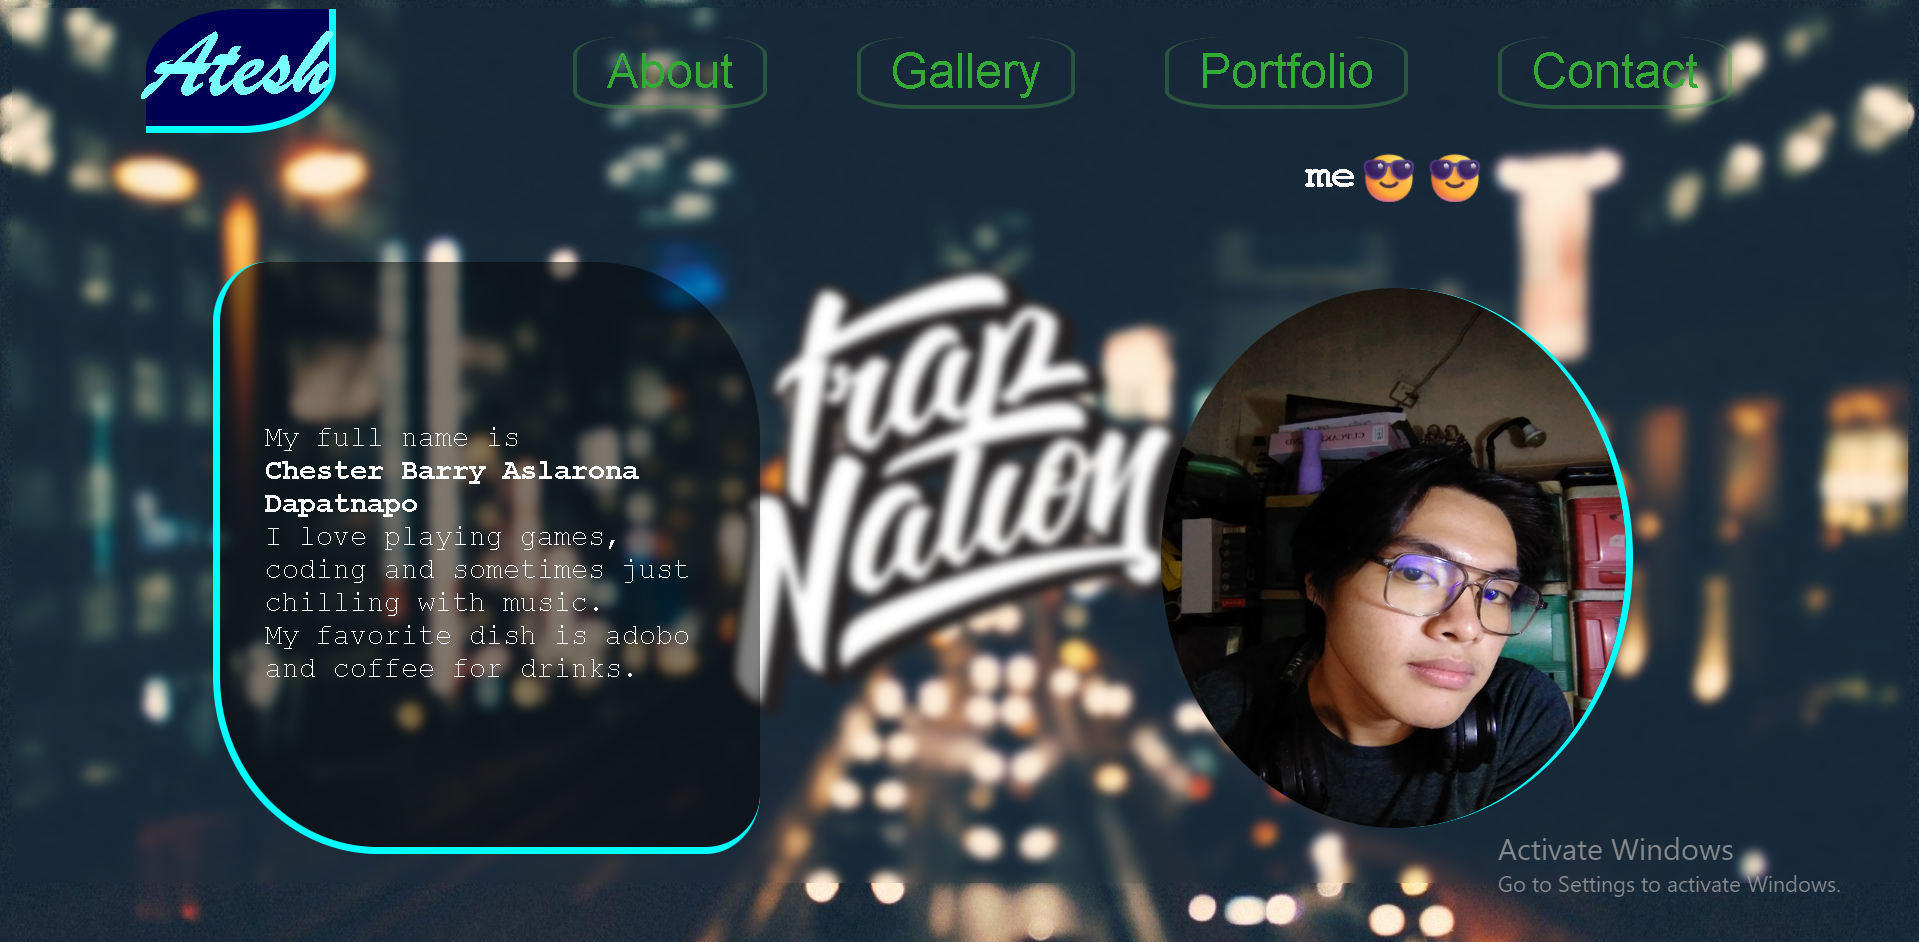 Atesh
About
Gallery
Portfolio
Contact
me 😎 😎
My full name is
Chester Barry Aslarona
Dapatnapo
I love playing games,
coding and sometimes just
chilling with music.
My favorite dish is adobo
and coffee for drinks.
Trap
Nation
Activate Windows
Go to Settings to activate Windows.